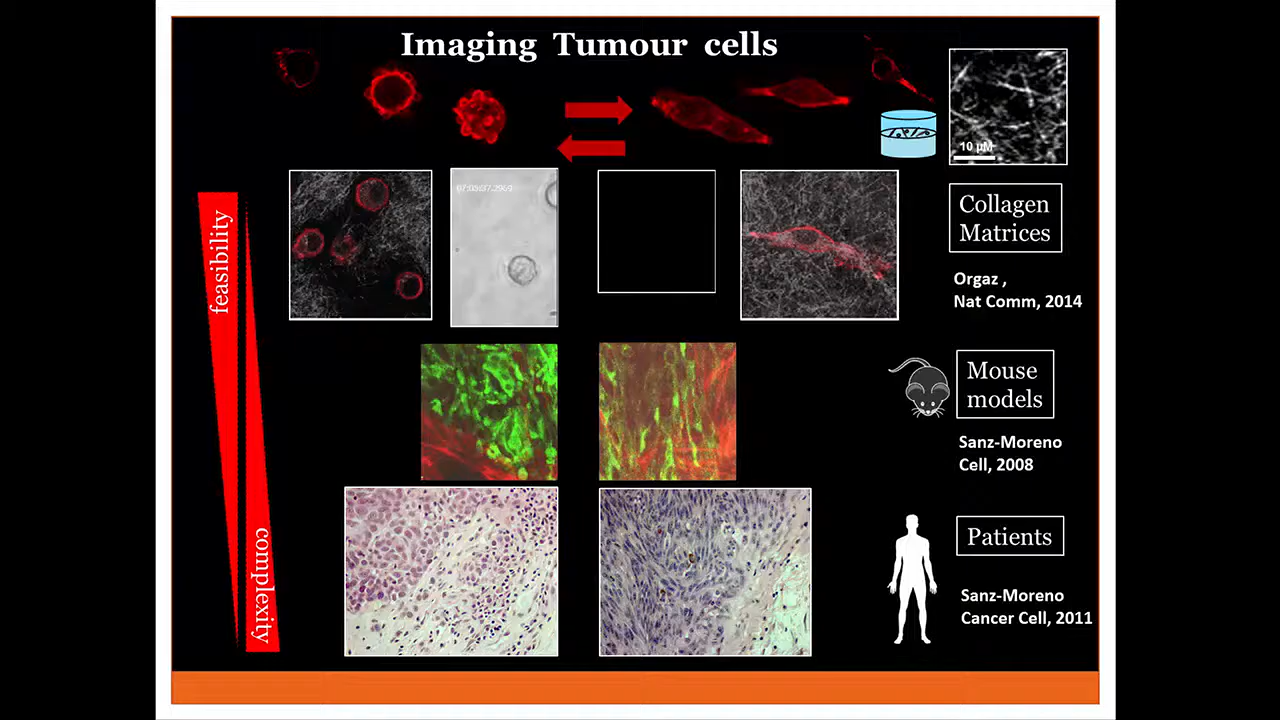 Imaging Tumour cells
10 μM
feasibility
Collagen
Matrices
Orgaz ,
Nat Comm, 2014
Mouse
models
Sanz-Moreno
Cell, 2008
complexity
Patients
Sanz-Moreno
Cancer Cell, 2011